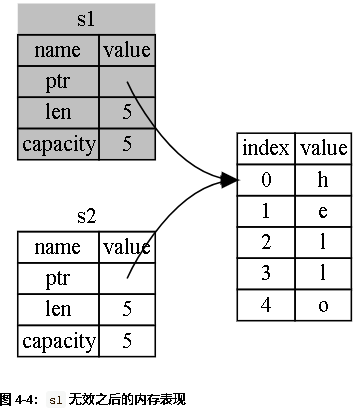 s1
name value
ptr
len 5
capacity 5
s2
name value
ptr
len 5
capacity 5
index value
0 h
1 e
2 l
3 l
4 o
图 4-4： s1 无效之后的内存表现